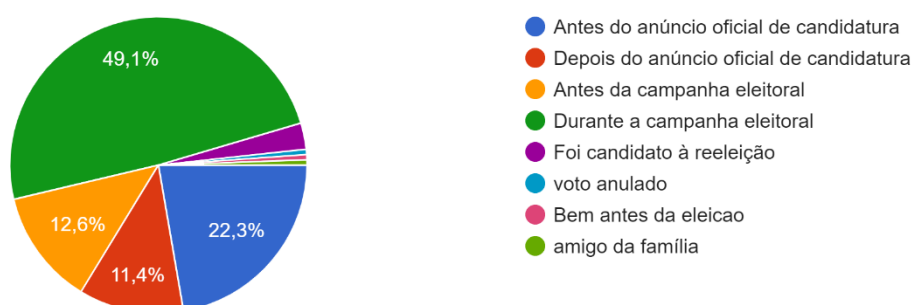 49,1%
12,6%
11,4%
22,3%
Antes do anúncio oficial de candidatura
Depois do anúncio oficial de candidatura
Antes da campanha eleitoral
Durante a campanha eleitoral
Foi candidato à reeleição
voto anulado
Bem antes da eleicao
amigo da família